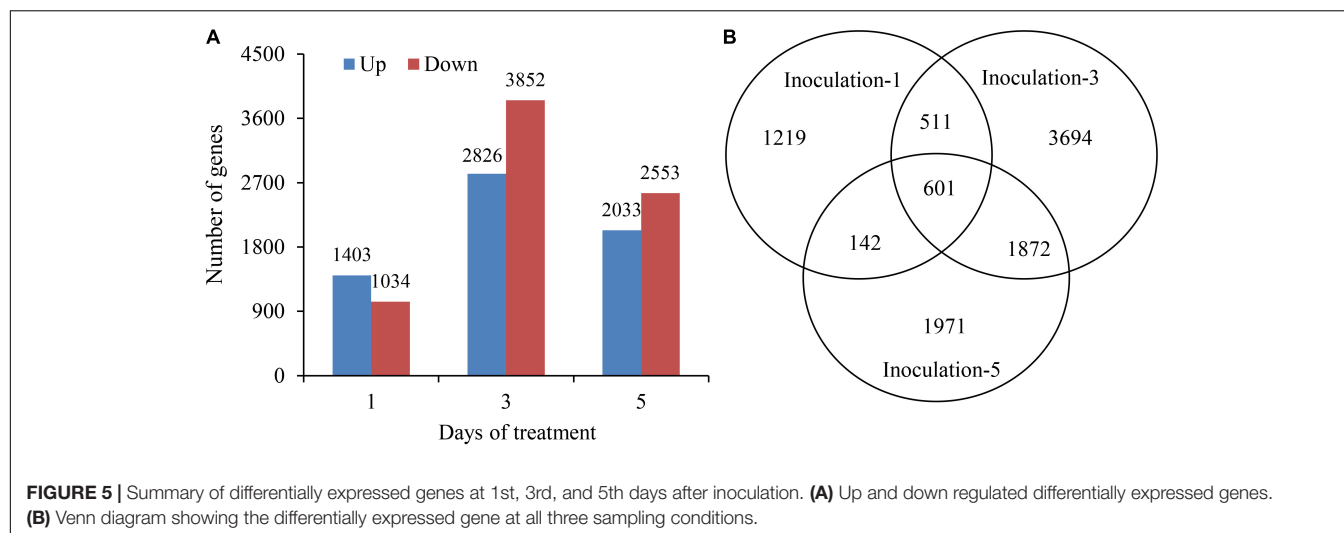 A
Up
Down
4500
3600
2700
1800
900
0
Number of genes
1403
1034
2826
3852
2033
2553
1
3
5
Days of treatment
B
Inoculation-1
Inoculation-3
511
1219
3694
601
142
1872
1971
Inoculation-5
FIGURE 5 | Summary of differentially expressed genes at 1st, 3rd, and 5th days after inoculation. (A) Up and down regulated differentially expressed genes.
(B) Venn diagram showing the differentially expressed gene at all three sampling conditions.